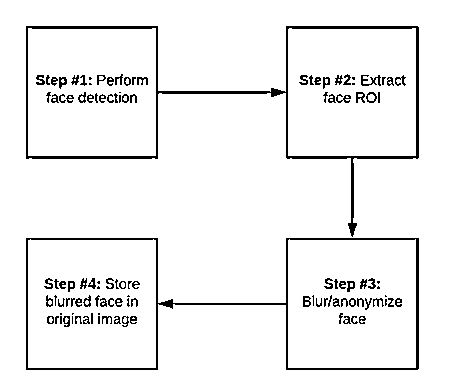 Step #1: Perform
face detection
Step #2: Extract
face ROI
Step #3:
Blur/anonymize
face
Step #4: Store
blurred face in
original image